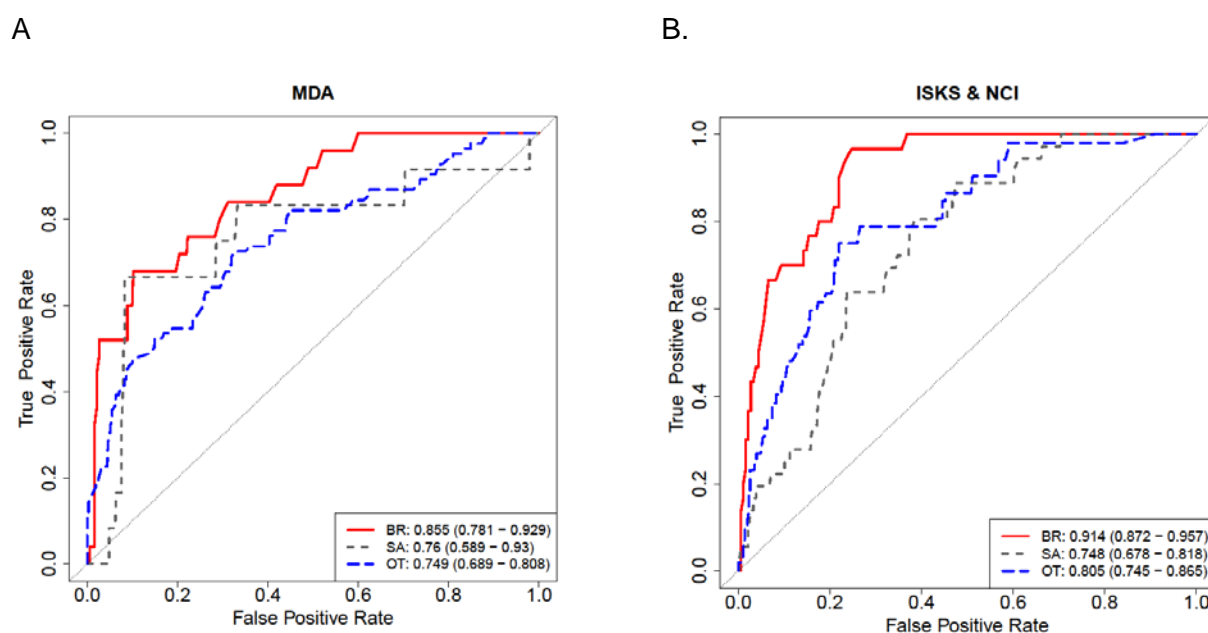 A
B.
MDA
True Positive Rate
1.0
0.8
0.6
0.4
0.2
0.0
BR: 0.855 (0.781 − 0.929)
SA: 0.76 (0.589 − 0.93)
OT: 0.749 (0.689 − 0.808)
0.0 0.2 0.4 0.6 0.8 1.0
False Positive Rate
ISKS & NCI
True Positive Rate
1.0
0.8
0.6
0.4
0.2
0.0
BR: 0.914 (0.872 − 0.957)
SA: 0.748 (0.678 − 0.818)
OT: 0.805 (0.745 − 0.865)
0.0 0.2 0.4 0.6 0.8 1.0
False Positive Rate